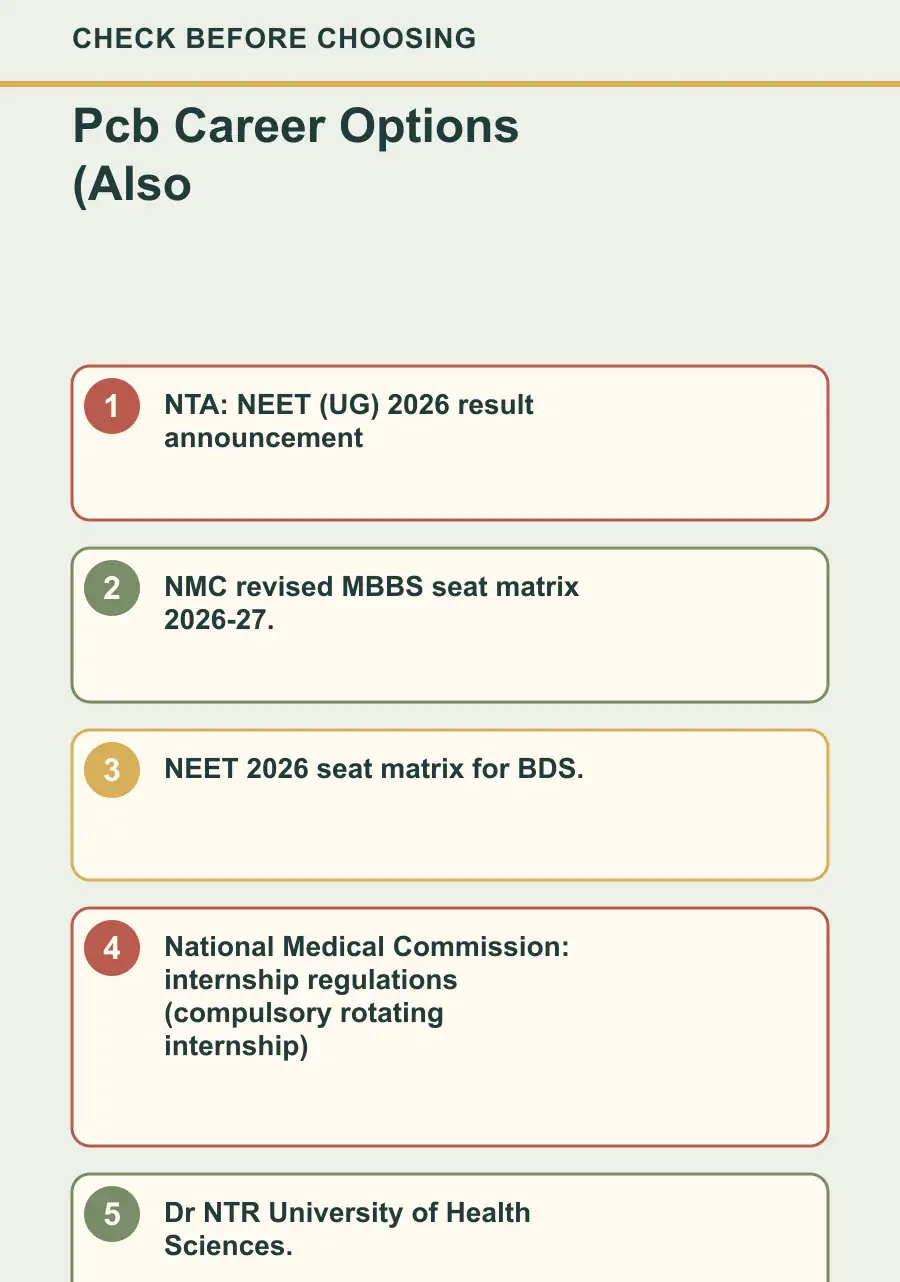 CHECK BEFORE CHOOSING
Pcb Career Options
(Also
1
NTA: NEET (UG) 2026 result
announcement
2
NMC revised MBBS seat matrix
2026-27.
3
NEET 2026 seat matrix for BDS.
4
National Medical Commission:
internship regulations
(compulsory rotating
internship)
5
Dr NTR University of Health
Sciences.